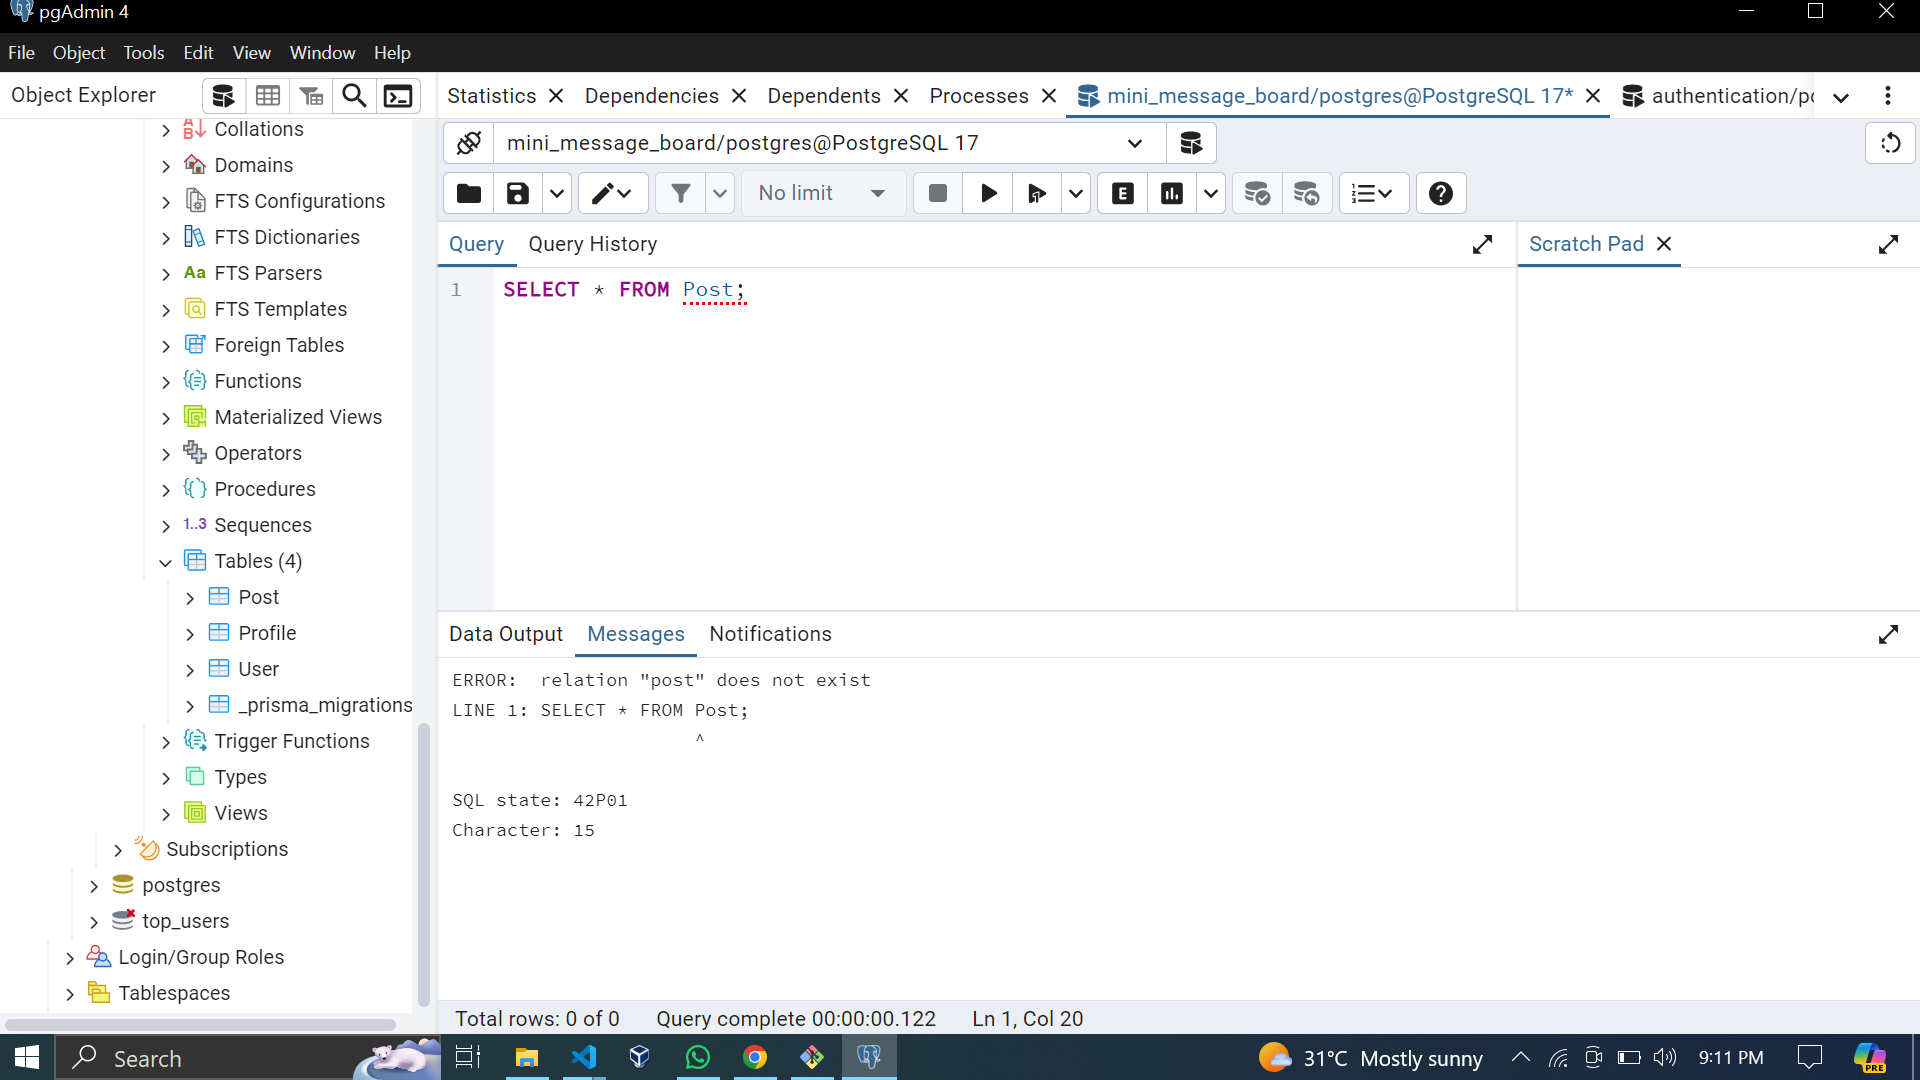 pgAdmin 4
File Object Tools Edit View Window Help
Object Explorer
Collations
Domains
FTS Configurations
FTS Dictionaries
Aa FTS Parsers
FTS Templates
Foreign Tables
Functions
Materialized Views
Operators
Procedures
1..3 Sequences
Tables (4)
Post
Profile
User
_prisma_migrations
Trigger Functions
Types
Views
Subscriptions
postgres
top_users
Login/Group Roles
Tablespaces
Statistics Dependencies Dependents Processes mini_message_board/postgres@PostgreSQL 17* authentication/po
mini_message_board/postgres@PostgreSQL 17
No limit
E
Query Query History
Scratch Pad
1 SELECT * FROM Post;
Data Output Messages Notifications
ERROR: relation "post" does not exist
LINE 1: SELECT * FROM Post;
^
SQL state: 42P01
Character: 15
Total rows: 0 of 0 Query complete 00:00:00.122 Ln 1, Col 20
Search
31°C Mostly sunny
9:11 PM
PRE